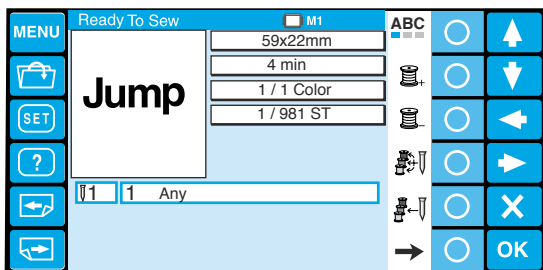 MENU
Ready To Sew
M1
ABC
59x22mm
4 min
Jump
1 / 1 Color
SET
1 / 981 ST
?
1
1 Any
OK